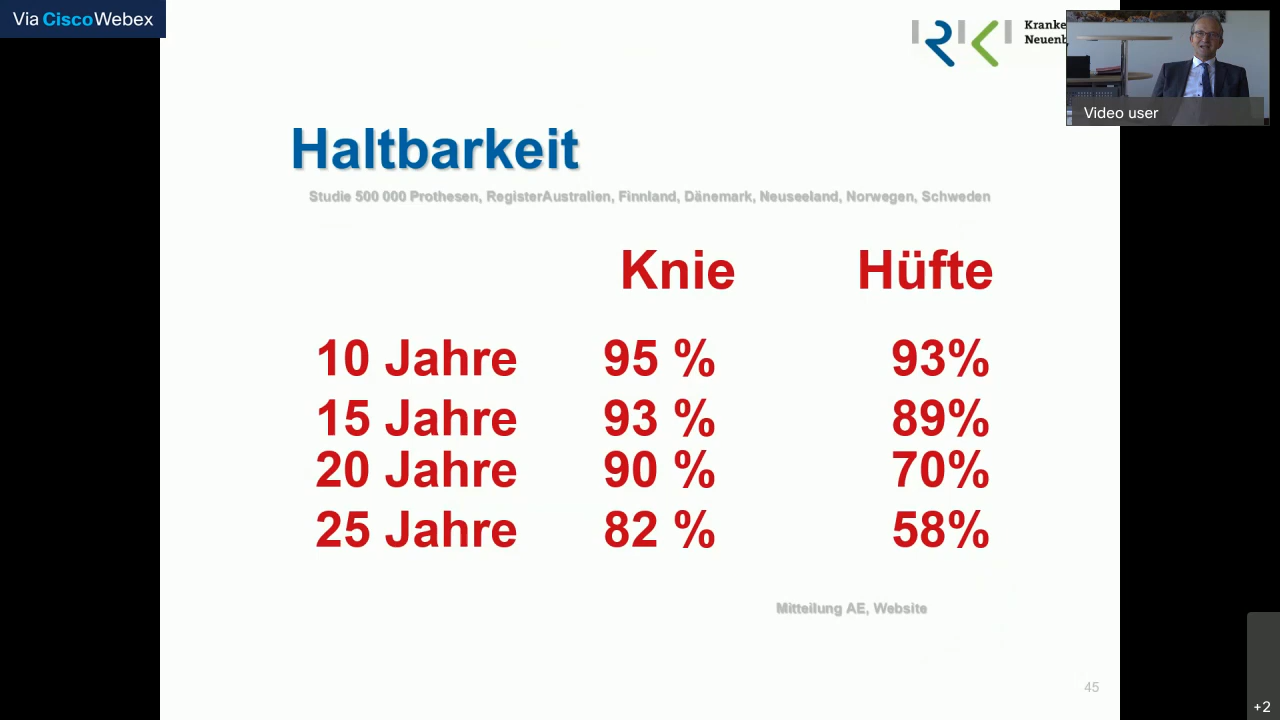 Via Cisco Webex
Kranke
Neuenb
Video user
Haltbarkeit
Studie 500 000 Prothesen, RegisterAustralien, Finnland, Dänemark, Neuseeland, Norwegen, Schweden
Knie Hüfte
10 Jahre 95 % 93%
15 Jahre 93 % 89%
20 Jahre 90 % 70%
25 Jahre 82 % 58%
Mitteilung AE, Website
45
+2